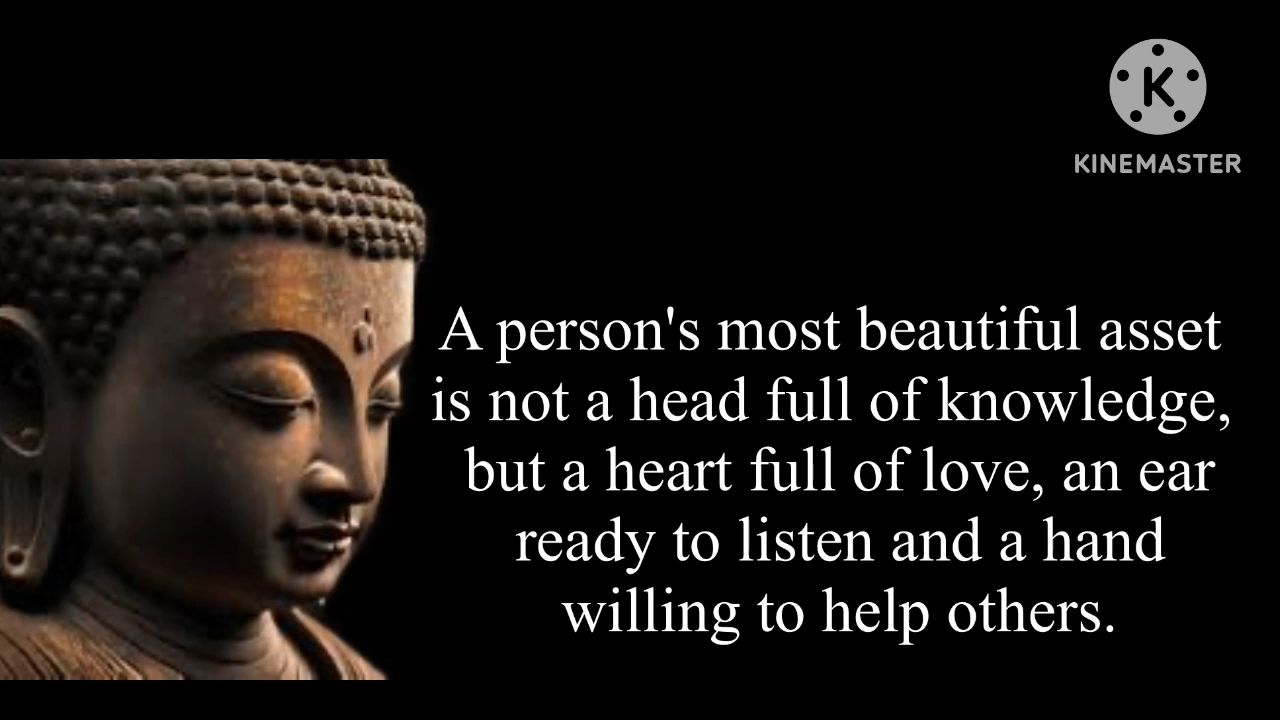 KINEMASTER
A person's most beautiful asset
is not a head full of knowledge,
but a heart full of love, an ear
ready to listen and a hand
willing to help others.